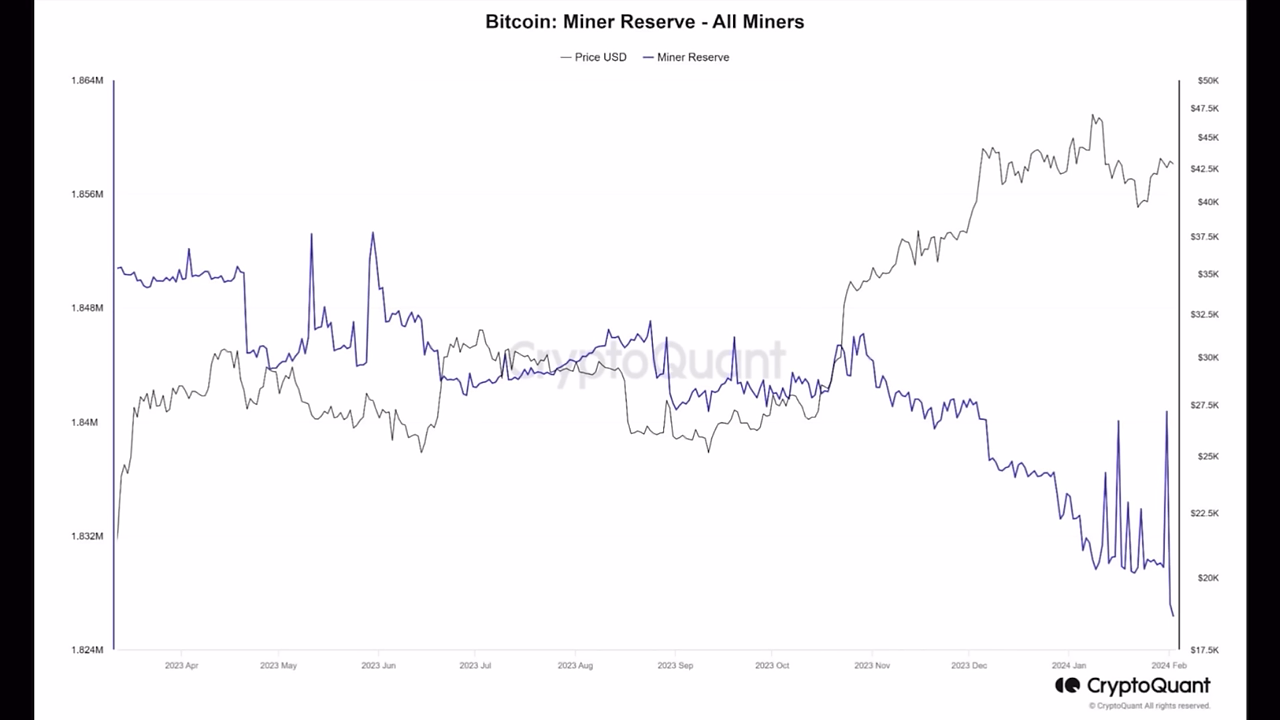 Bitcoin: Miner Reserve - All Miners
Price USD Miner Reserve
1.864M
1.856M
1.848M
1.84M
1.832M
1.824M
$50K
$47.5K
$45K
$42.5K
$40K
$37.5K
$35K
$32.5K
$30K
$27.5K
$25K
$22.5K
$20K
$17.5K
CryptoQuant
2023 Apr 2023 May 2023 Jun 2023 Jul 2023 Aug 2023 Sep 2023 Oct 2023 Nov 2023 Dec 2024 Jan 2024 Feb
CryptoQuant
© CryptoQuant All rights reserved.